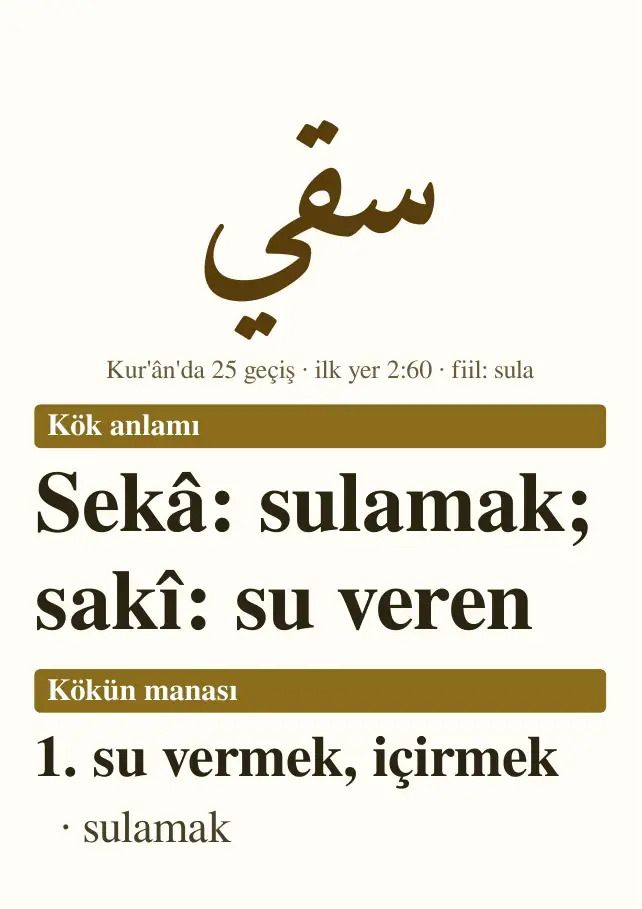 سقي
Kur'ân'da 25 geçiş · ilk yer 2:60 · fiil: sula
Kök anlamı
Sekâ: sulamak;
sakî: su veren
Kökün manası
1. su vermek, içirmek
· sulamak